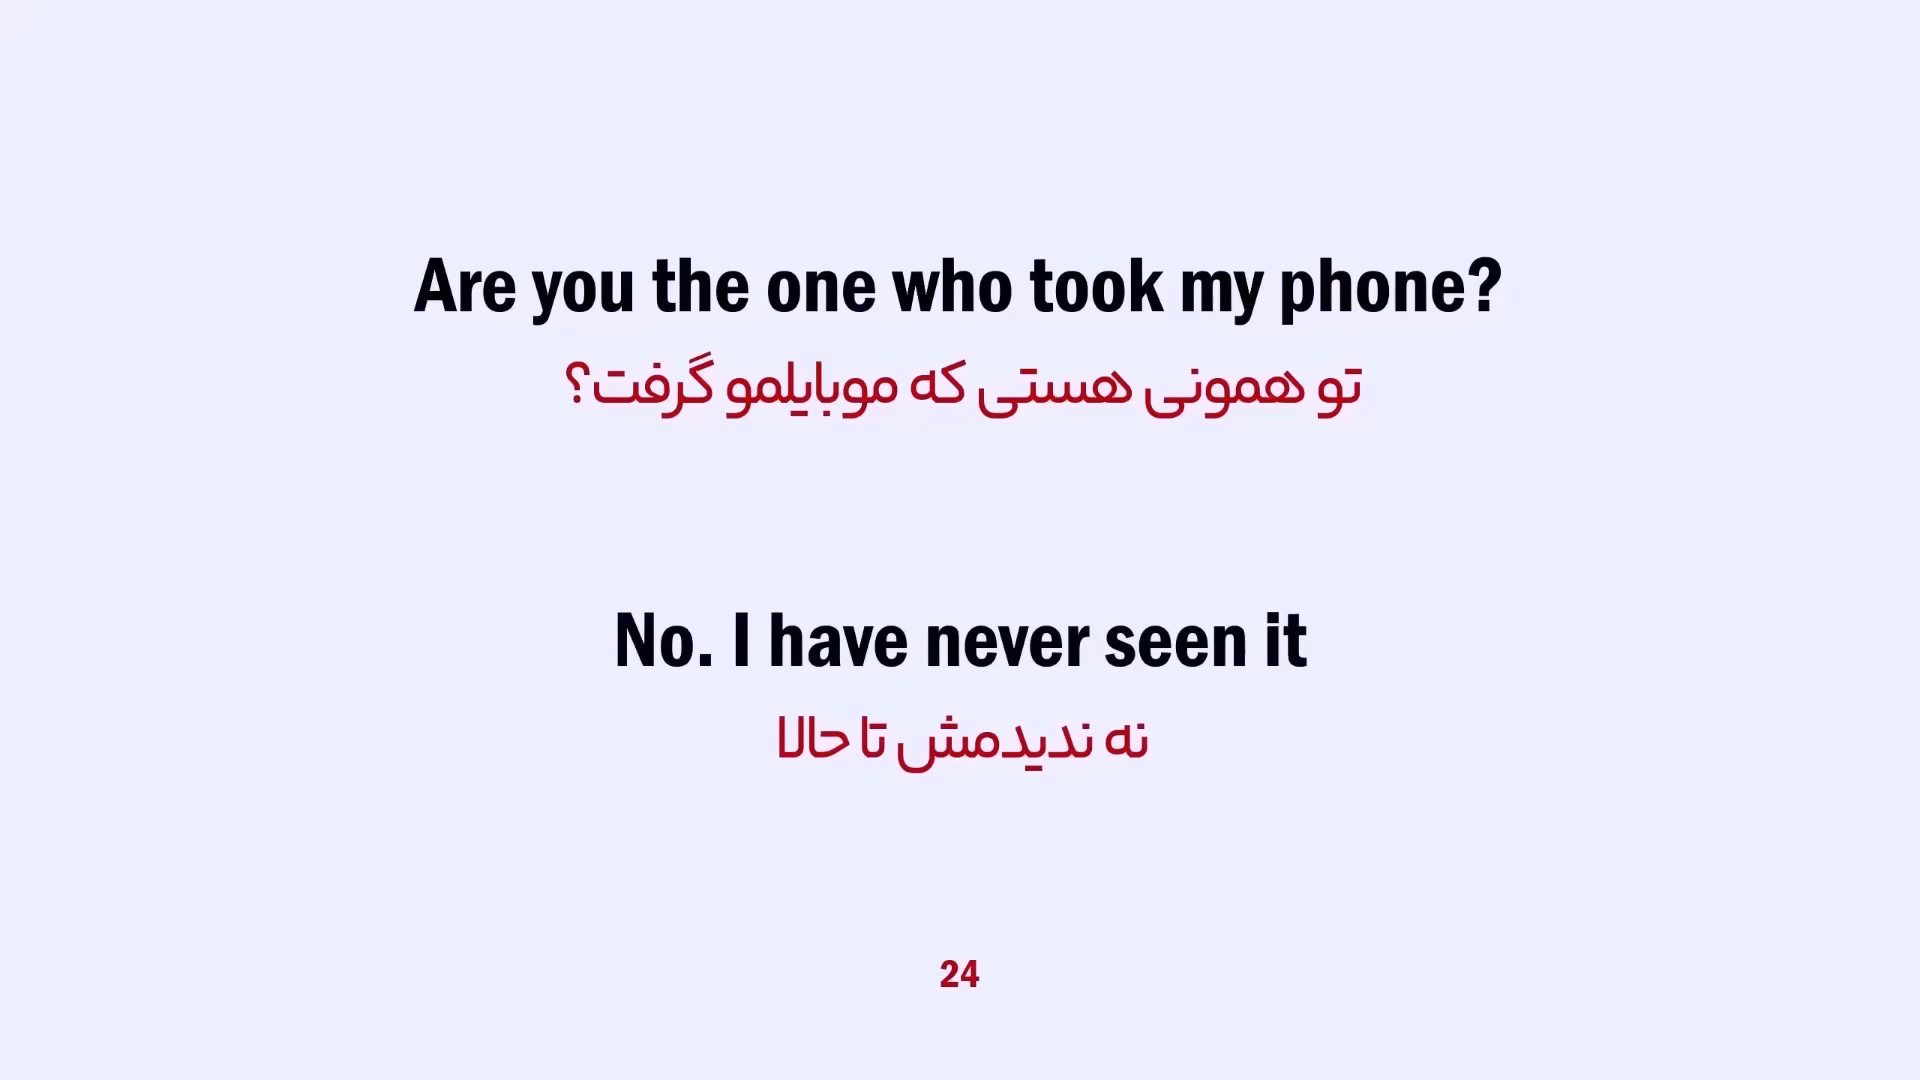 Are you the one who took my phone?
تو همونی هستی که موبایلمو گرفت؟
No. I have never seen it
نه ندیدمش تا حالا
24